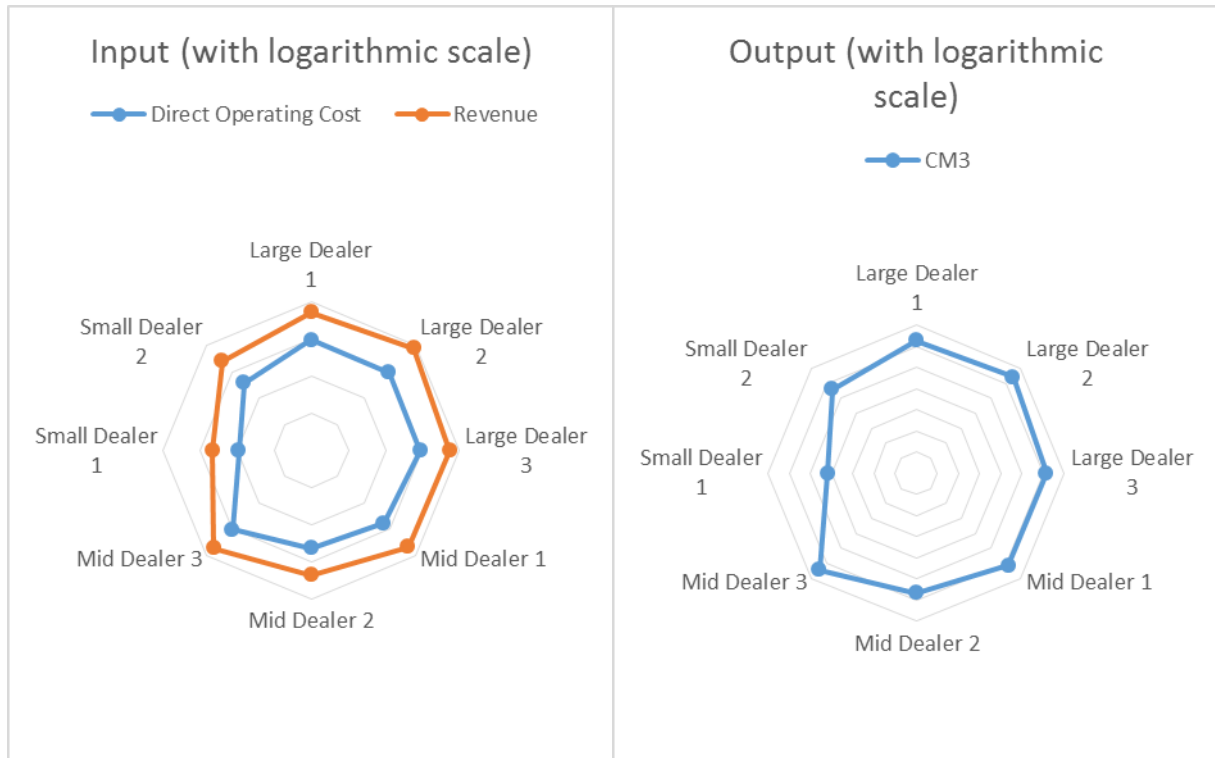 Input (with logarithmic scale)
Direct Operating Cost
Revenue
Large Dealer
1
Large Dealer
2
Large Dealer
3
Mid Dealer 1
Mid Dealer 2
Mid Dealer 3
Small Dealer
1
Small Dealer
2
Output (with logarithmic
scale)
CM3
Large Dealer
1
Large Dealer
2
Large Dealer
3
Mid Dealer 1
Mid Dealer 2
Mid Dealer 3
Small Dealer
1
Small Dealer
2